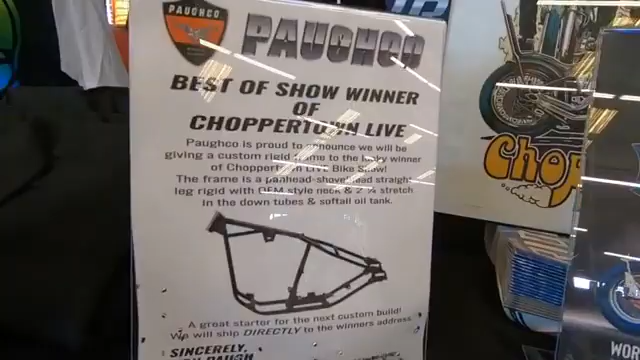 PAUGHCO
PAUGHCO
BEST OF SHOW WINNER
OF
CHOPPERTOWN LIVE
Paughco is proud to announce we will be
giving a custom rigid frame to the lucky winner
of Choppertown LIVE Bike Show!
The frame is a panhead-shovelhead straight
leg rigid with OEM style neck & 2" stretch
in the down tubes & softail oil tank.
A great starter for the next custom build!
We will ship DIRECTLY to the winners address
SINCERELY,
Chop
WOR